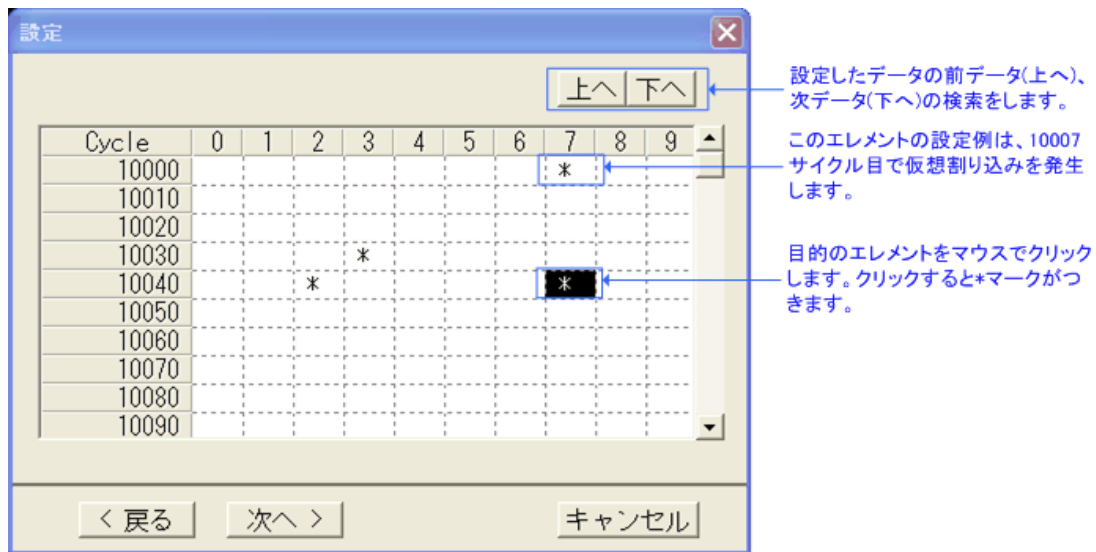 設定
上へ 下へ
設定したデータの前データ(上へ)、
次データ(下へ)の検索をします。
Cycle 0 1 2 3 4 5 6 7 8 9
10000 *
このエレメントの設定例は、10007
サイクル目で仮想割り込みを発生
します。
10010
10020
10030 *
10040 * *
目的のエレメントをマウスでクリック
します。クリックすると*マークがつ
きます。
10050
10060
10070
10080
10090
< 戻る 次へ > キャンセル